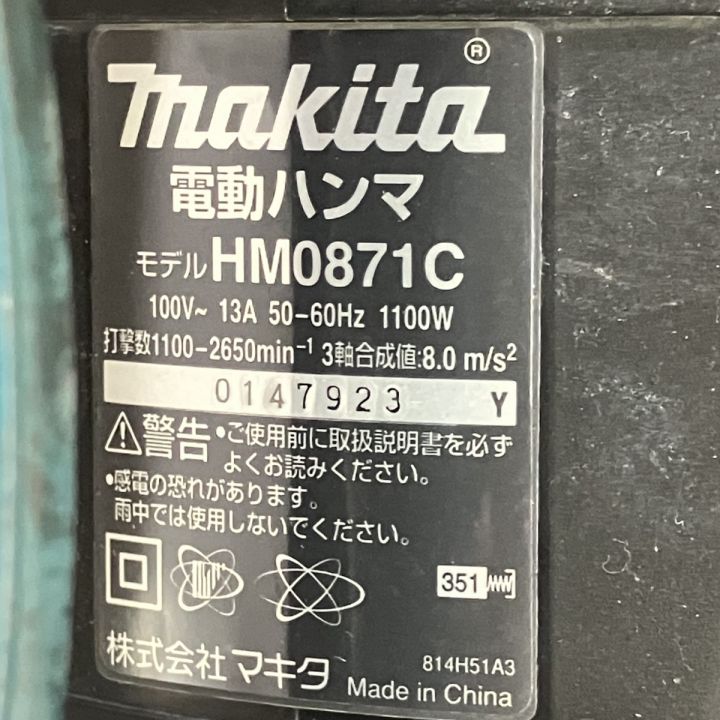 makita®
電動ハンマ
モデル HM0871C
100V~ 13A 50-60Hz 1100W
打撃数1100-2650min⁻¹ 3軸合成値:8.0 m/s²
0147923 Y
⚠警告 •ご使用前に取扱説明書を必ず
よくお読みください。
•感電の恐れがあります。
雨中では使用しないでください。
351
株式会社 マキタ 814H51A3
Made in China